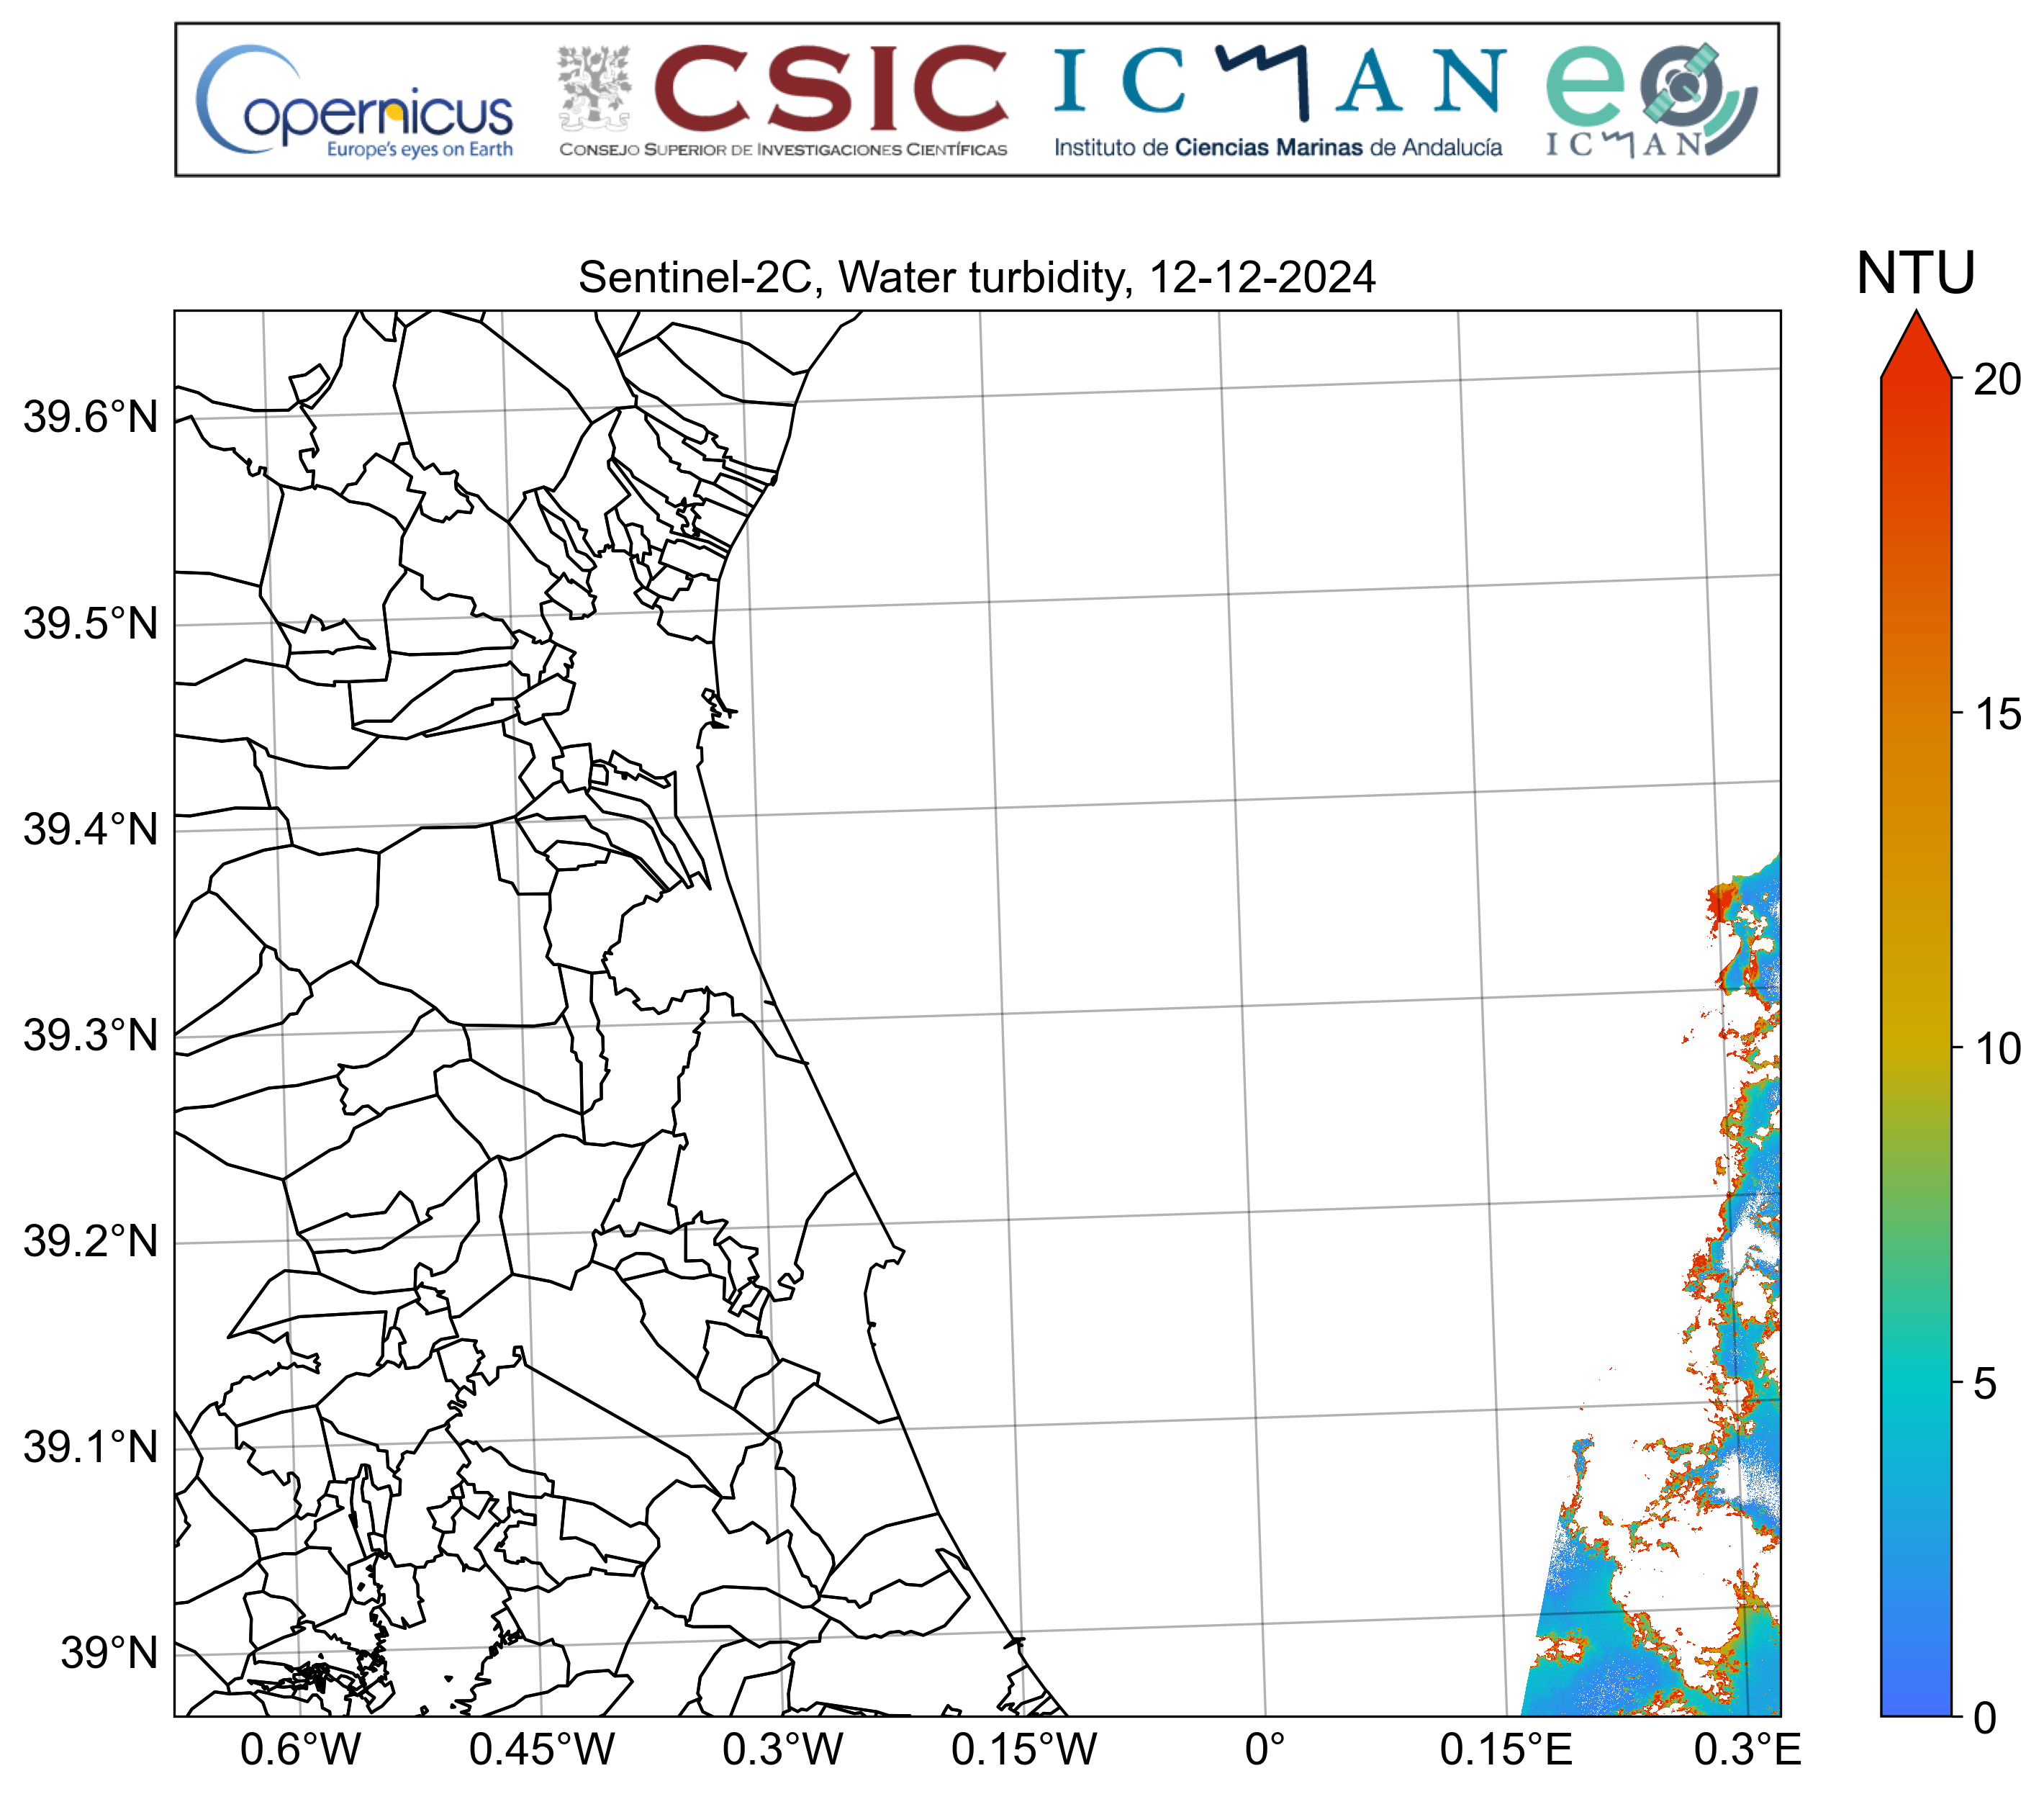 Copernicus
Europe's eyes on Earth
CSIC
CONSEJO SUPERIOR DE INVESTIGACIONES CIENTÍFICAS
ICMAN
Instituto de Ciencias Marinas de Andalucía
eo
ICMAN
Sentinel-2C, Water turbidity, 12-12-2024
NTU
39.6°N
39.5°N
39.4°N
39.3°N
39.2°N
39.1°N
39°N
0.6°W
0.45°W
0.3°W
0.15°W
0°
0.15°E
0.3°E
20
15
10
5
0